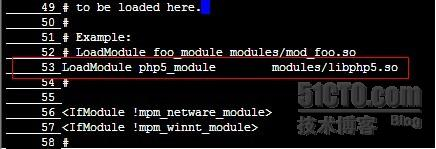 49 # to be loaded here.
50 #
51 # Example:
52 # LoadModule foo_module modules/mod_foo.so
53 LoadModule php5_module        modules/libphp5.so
54 #
55
56 <IfModule !mpm_netware_module>
57 <IfModule !mpm_winnt_module>
58 #
51CTO.com
技术博客 Blog